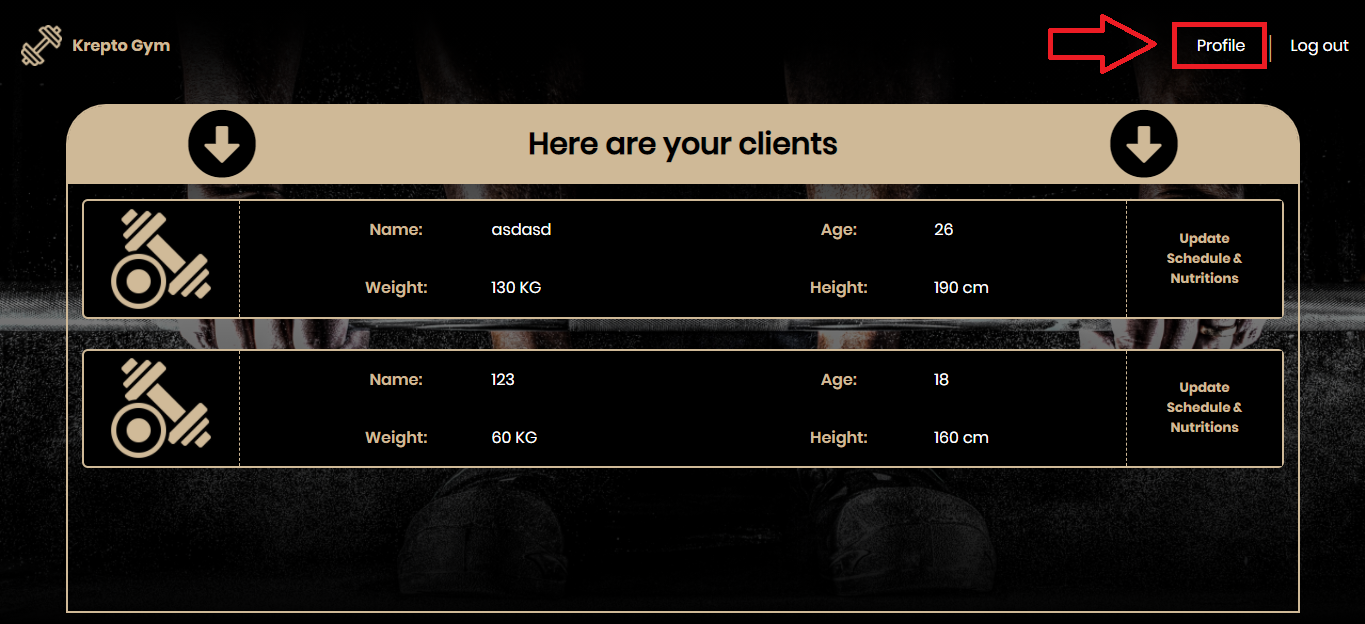 Krepto Gym
Profile
Log out
Here are your clients
Name: asdasd Age: 26
Weight: 130 KG Height: 190 cm
Update
Schedule &
Nutritions
Name: 123 Age: 18
Weight: 60 KG Height: 160 cm
Update
Schedule &
Nutritions